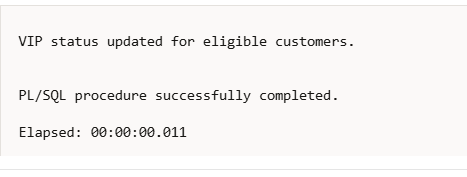 VIP status updated for eligible customers.
PL/SQL procedure successfully completed.
Elapsed: 00:00:00.011